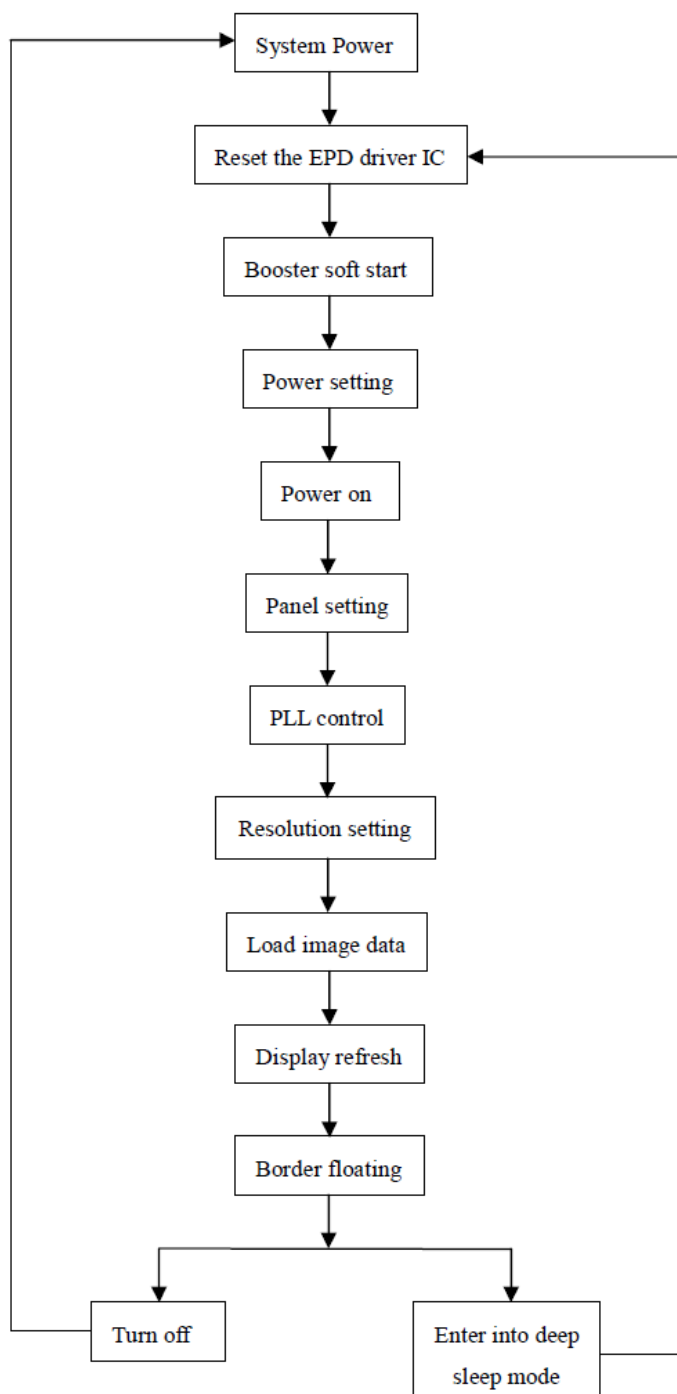 System Power
Reset the EPD driver IC
Booster soft start
Power setting
Power on
Panel setting
PLL control
Resolution setting
Load image data
Display refresh
Border floating
Turn off
Enter into deep
sleep mode